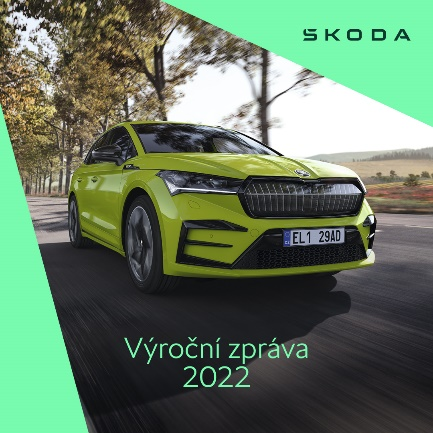 ŠKODA
EL1 29AD
Výroční zpráva
2022